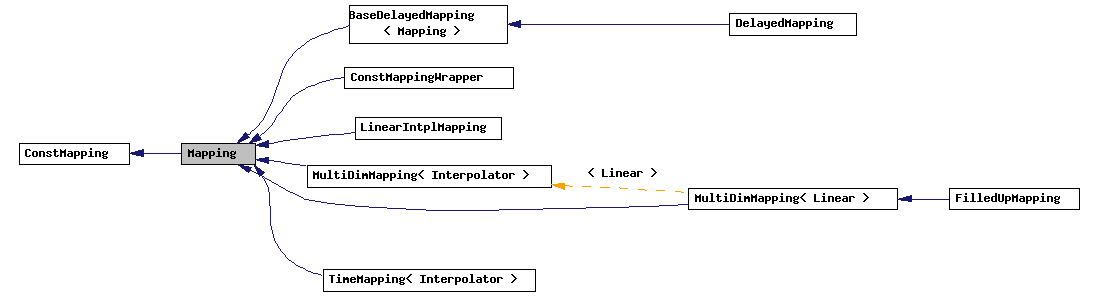 BaseDelayedMapping
< Mapping >
DelayedMapping
ConstMappingWrapper
LinearIntplMapping
ConstMapping
Mapping
MultiDimMapping< Interpolator >
< Linear >
MultiDimMapping< Linear >
FilledUpMapping
TimeMapping< Interpolator >